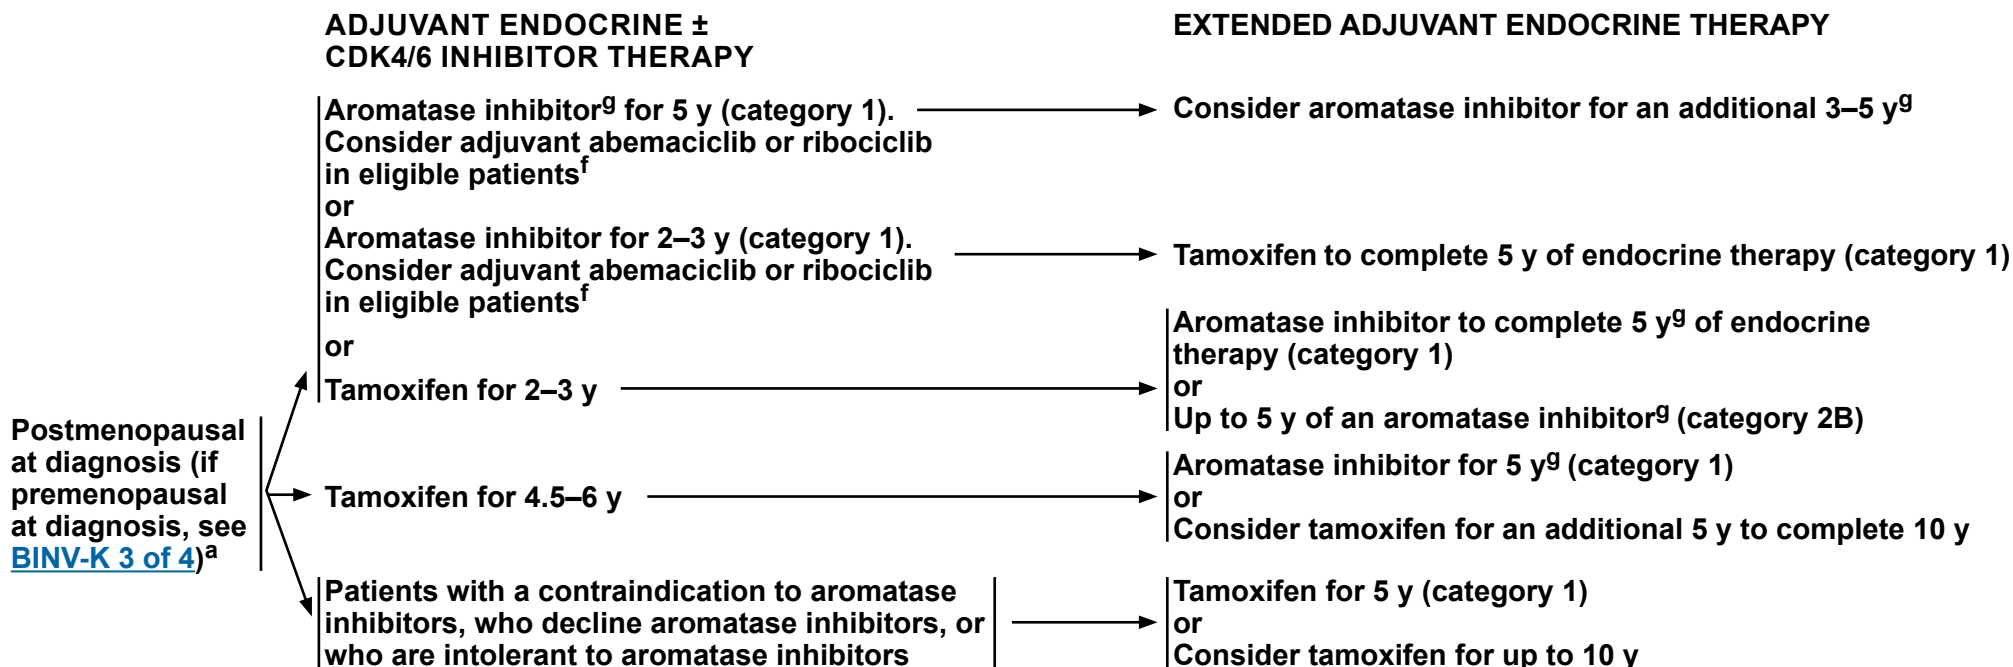 ADJUVANT ENDOCRINE ±
CDK4/6 INHIBITOR THERAPY
EXTENDED ADJUVANT ENDOCRINE THERAPY
Postmenopausal
at diagnosis (if
premenopausal
at diagnosis, see
BINV-K 3 of 4)a
Aromatase inhibitorg for 5 y (category 1).
Consider adjuvant abemaciclib or ribociclib
in eligible patientsf
Consider aromatase inhibitor for an additional 3–5 yg
or
Aromatase inhibitor for 2–3 y (category 1).
Consider adjuvant abemaciclib or ribociclib
in eligible patientsf
Tamoxifen to complete 5 y of endocrine therapy (category 1)
or
Tamoxifen for 2–3 y
Aromatase inhibitor to complete 5 yg of endocrine
therapy (category 1)
or
Up to 5 y of an aromatase inhibitorg (category 2B)
Tamoxifen for 4.5–6 y
Aromatase inhibitor for 5 yg (category 1)
or
Consider tamoxifen for an additional 5 y to complete 10 y
Patients with a contraindication to aromatase
inhibitors, who decline aromatase inhibitors, or
who are intolerant to aromatase inhibitors
Tamoxifen for 5 y (category 1)
or
Consider tamoxifen for up to 10 y